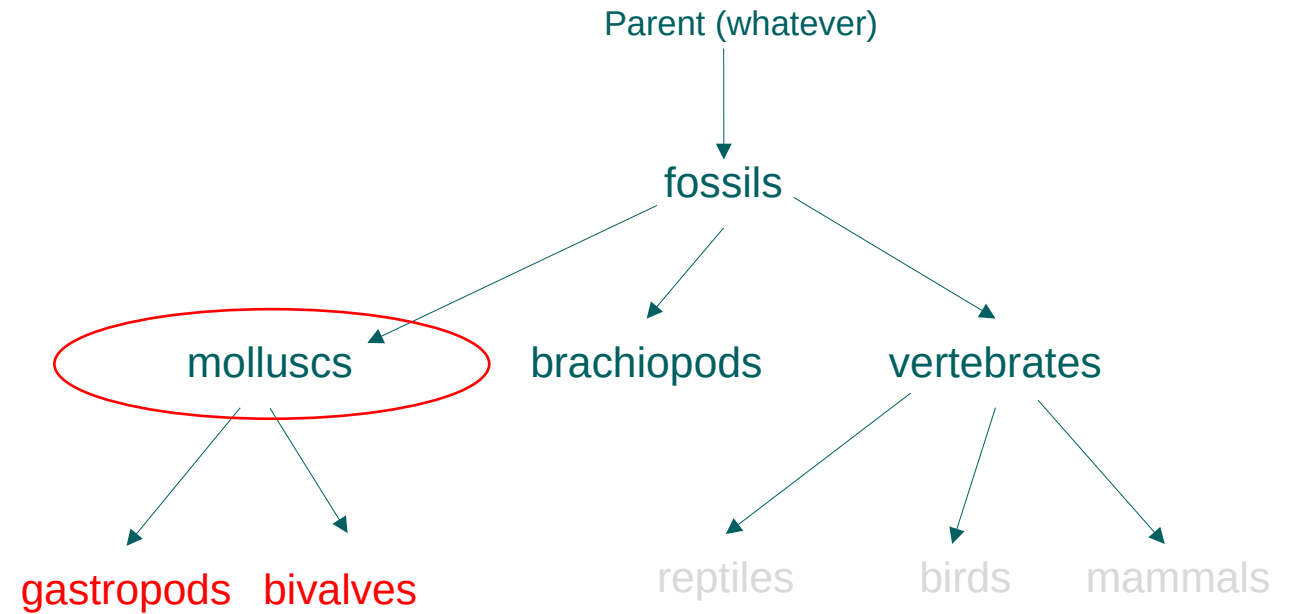 Parent (whatever)
fossils
molluscs
brachiopods
vertebrates
gastropods
bivalves
reptiles
birds
mammals